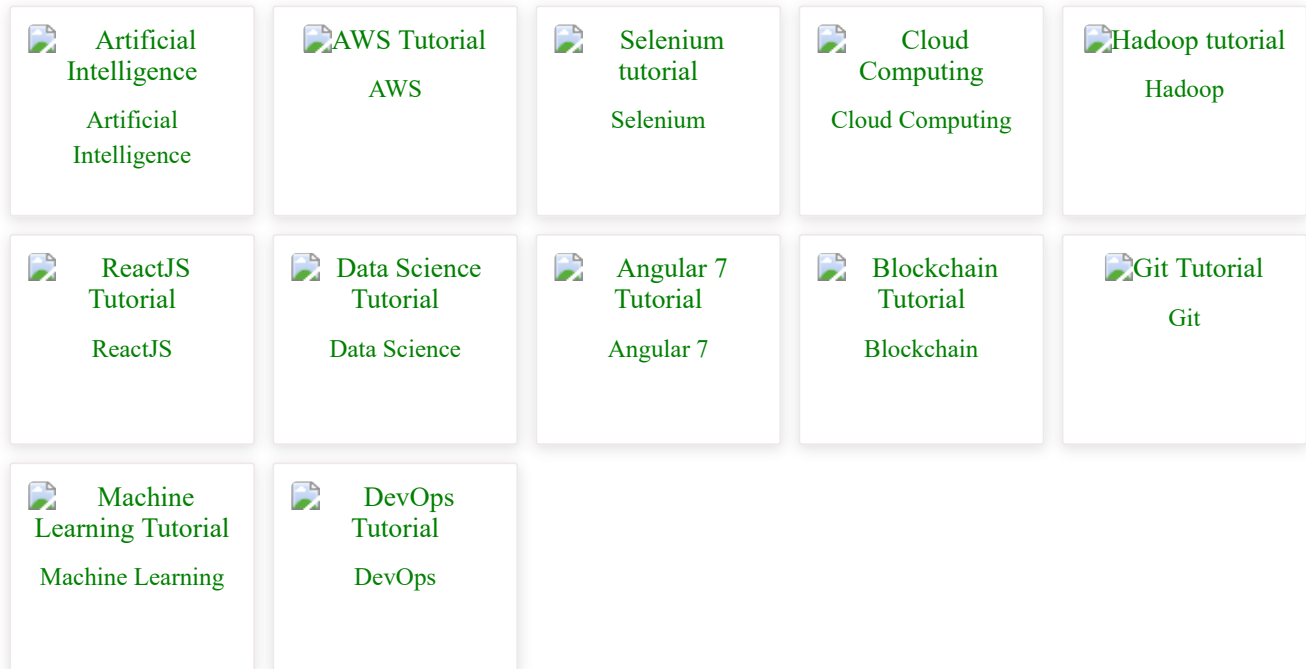 Artificial
Intelligence
Artificial
Intelligence
AWS Tutorial
AWS
Selenium
tutorial
Selenium
Cloud
Computing
Cloud Computing
Hadoop tutorial
Hadoop
ReactJS
Tutorial
ReactJS
Data Science
Tutorial
Data Science
Angular 7
Tutorial
Angular 7
Blockchain
Tutorial
Blockchain
Git Tutorial
Git
Machine
Learning Tutorial
Machine Learning
DevOps
Tutorial
DevOps